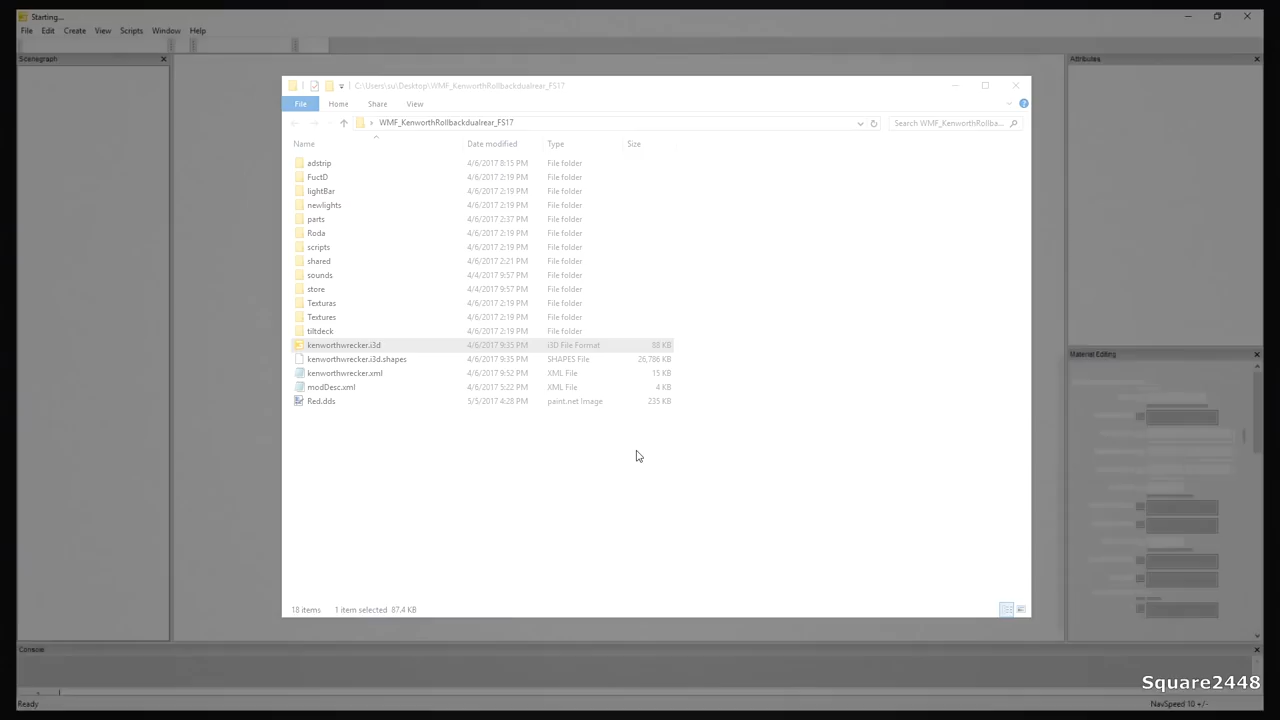 Starting...
File Edit Create View Scripts Window Help
Scenegraph
Attributes
C:\Users\su\Desktop\WMF_KenworthRollbackdualrear_FS17
File Home Share View
WMF_KenworthRollbackdualrear_FS17
Search WMF_KenworthRollba...
Name Date modified Type Size
adstrip 4/6/2017 8:15 PM File folder
FuctD 4/6/2017 2:19 PM File folder
lightBar 4/6/2017 2:19 PM File folder
newlights 4/6/2017 2:19 PM File folder
parts 4/6/2017 2:37 PM File folder
Roda 4/6/2017 2:19 PM File folder
scripts 4/6/2017 2:19 PM File folder
shared 4/6/2017 2:21 PM File folder
sounds 4/4/2017 9:57 PM File folder
store 4/4/2017 9:57 PM File folder
Texturas 4/6/2017 2:19 PM File folder
Textures 4/6/2017 2:19 PM File folder
tiltdeck 4/6/2017 2:19 PM File folder
kenworthwrecker.i3d 4/6/2017 9:35 PM i3D File Format 88 KB
kenworthwrecker.i3d.shapes 4/6/2017 9:35 PM SHAPES File 26,786 KB
kenworthwrecker.xml 4/6/2017 9:52 PM XML File 15 KB
modDesc.xml 4/6/2017 5:22 PM XML File 4 KB
Red.dds 5/5/2017 4:28 PM paint.net Image 235 KB
Material Editing
18 items 1 item selected 87.4 KB
Console
Square2448
Ready
NavSpeed 10 +/-